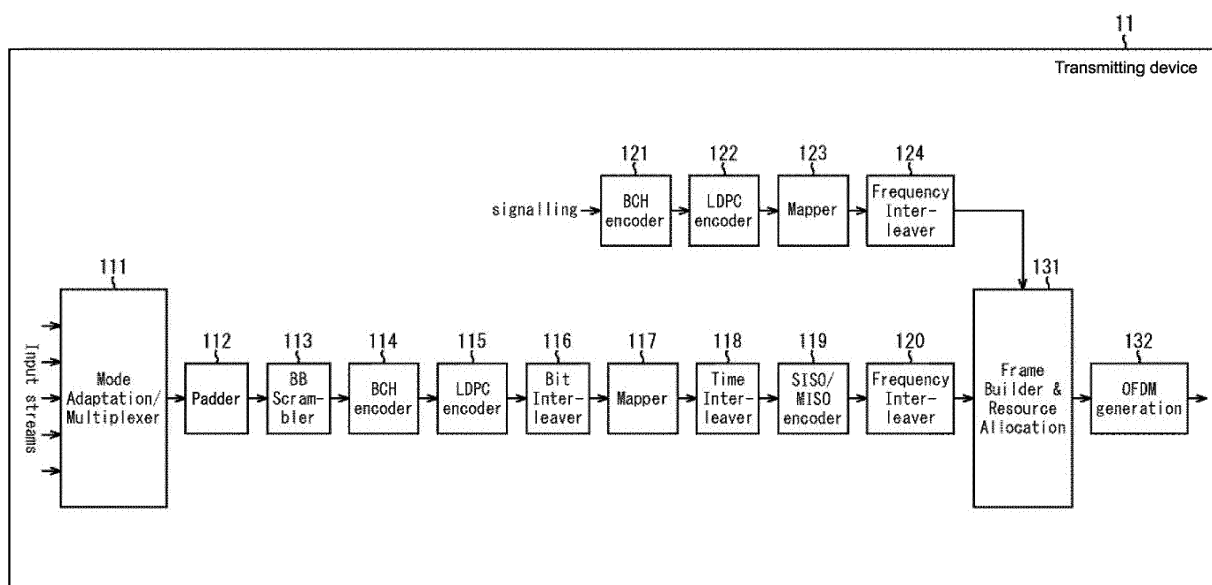 11
Transmitting device
121
122
123
124
signalling
BCH
encoder
LDPC
encoder
Mapper
Frequency
Inter-
leaver
111
131
Input streams
Mode
Adaptation/
Multiplexer
112
113
114
115
116
117
118
119
120
132
Padder
BB
Scram-
bler
BCH
encoder
LDPC
encoder
Bit
Inter-
leaver
Mapper
Time
Inter-
leaver
SISO/
MISO
encoder
Frequency
Inter-
leaver
Frame
Builder &
Resource
Allocation
OFDM
generation